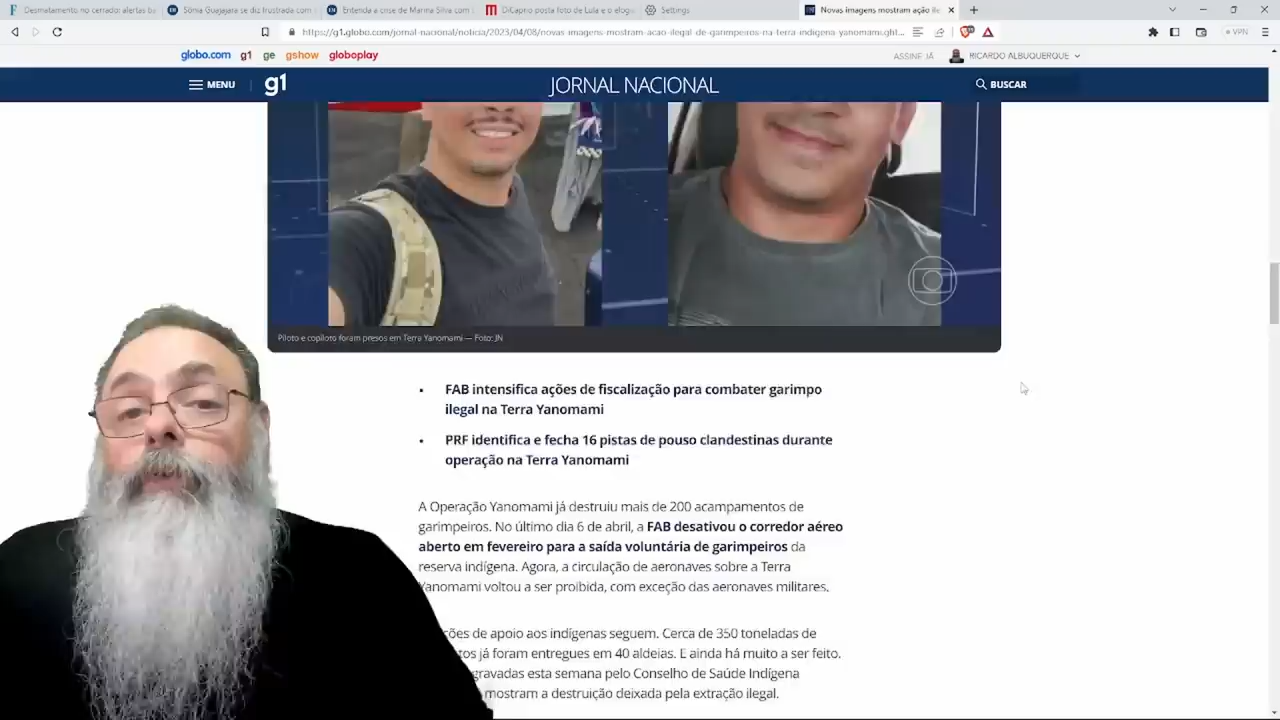 Desmatamento no cerrado: alertas ba
Sônia Guajajara se diz frustrada com
Entenda a crise de Marina Silva com
DiCaprio posta foto de Lula e o elogi
Settings
Novas imagens mostram ação ile
https://g1.globo.com/jornal-nacional/noticia/2023/04/08/novas-imagens-mostram-acao-ilegal-de-garimpeiros-na-terra-indigena-yanomami.ght...
VPN
globo.com g1 ge gshow globoplay
ASSINE JÁ
RICARDO ALBUQUERQUE
MENU
g1
JORNAL NACIONAL
BUSCAR
Piloto e copiloto foram presos em Terra Yanomami — Foto: JN
• FAB intensifica ações de fiscalização para combater garimpo
ilegal na Terra Yanomami
• PRF identifica e fecha 16 pistas de pouso clandestinas durante
operação na Terra Yanomami
A Operação Yanomami já destruiu mais de 200 acampamentos de
garimpeiros. No último dia 6 de abril, a FAB desativou o corredor aéreo
aberto em fevereiro para a saída voluntária de garimpeiros da
reserva indígena. Agora, a circulação de aeronaves sobre a Terra
Yanomami voltou a ser proibida, com exceção das aeronaves militares.
ções de apoio aos indígenas seguem. Cerca de 350 toneladas de
tos já foram entregues em 40 aldeias. E ainda há muito a ser feito.
gravadas esta semana pelo Conselho de Saúde Indígena
mostram a destruição deixada pela extração ilegal.